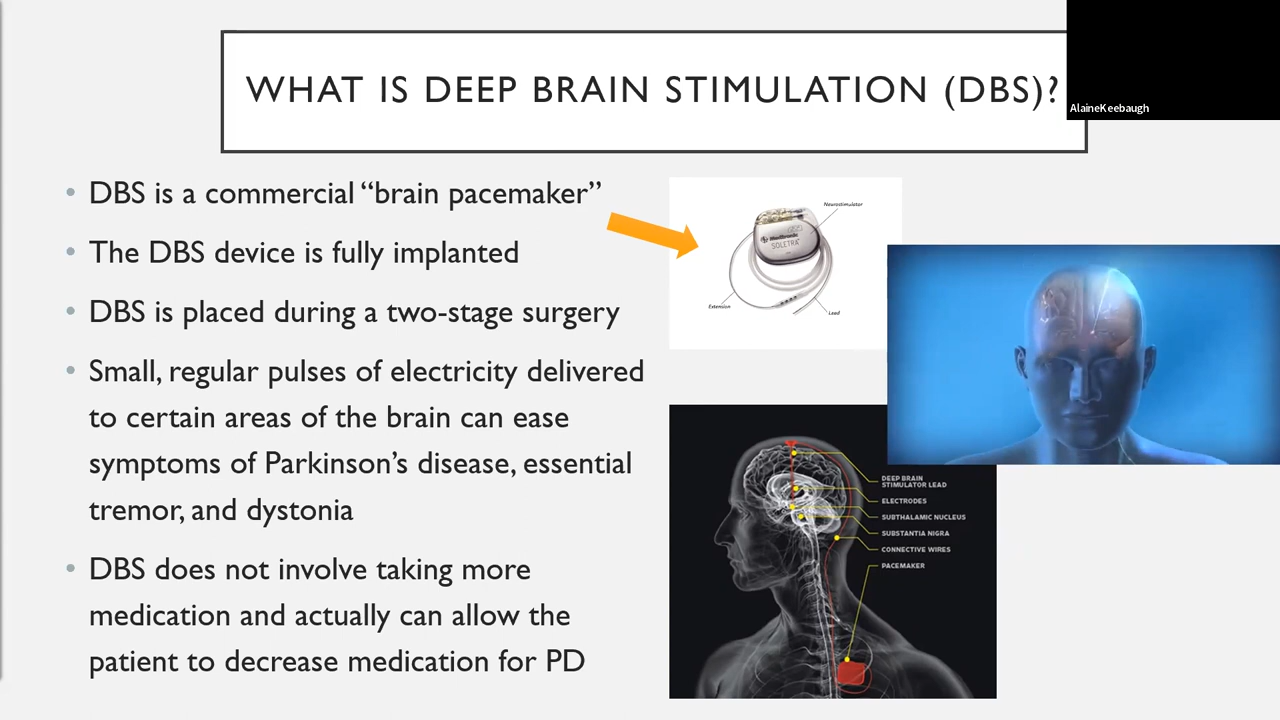 WHAT IS DEEP BRAIN STIMULATION (DBS)?
AlaineKeebaugh
• DBS is a commercial “brain pacemaker”
• The DBS device is fully implanted
• DBS is placed during a two-stage surgery
• Small, regular pulses of electricity delivered
to certain areas of the brain can ease
symptoms of Parkinson’s disease, essential
tremor, and dystonia
• DBS does not involve taking more
medication and actually can allow the
patient to decrease medication for PD
Neurostimulator
Medtronic
SOLETRA
Extension
Lead
DEEP BRAIN
STIMULATOR LEAD
ELECTRODES
SUBTHALAMIC NUCLEUS
SUBSTANTIA NIGRA
CONNECTIVE WIRES
PACEMAKER